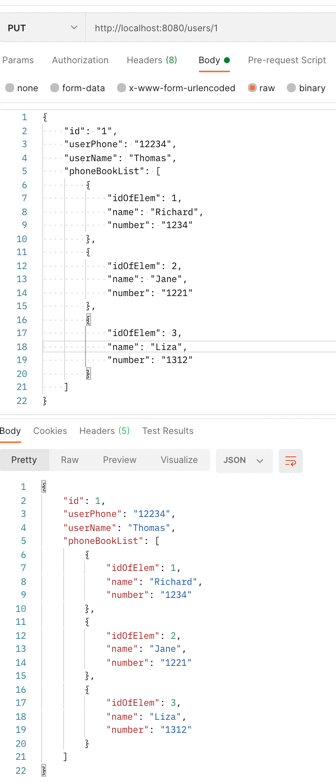 PUT http://localhost:8080/users/1
Params Authorization Headers (8) Body Pre-request Script
none form-data x-www-form-urlencoded raw binary
1 {
2 "id": "1",
3 "userPhone": "12234",
4 "userName": "Thomas",
5 "phoneBookList": [
6 {
7 "idOfElem": 1,
8 "name": "Richard",
9 "number": "1234"
10 },
11 {
12 "idOfElem": 2,
13 "name": "Jane",
14 "number": "1221"
15 },
16 {
17 "idOfElem": 3,
18 "name": "Liza",
19 "number": "1312"
20 }
21 ]
22 }
Body Cookies Headers (5) Test Results
Pretty Raw Preview Visualize JSON
1 {
2 "id": 1,
3 "userPhone": "12234",
4 "userName": "Thomas",
5 "phoneBookList": [
6 {
7 "idOfElem": 1,
8 "name": "Richard",
9 "number": "1234"
10 },
11 {
12 "idOfElem": 2,
13 "name": "Jane",
14 "number": "1221"
15 },
16 {
17 "idOfElem": 3,
18 "name": "Liza",
19 "number": "1312"
20 }
21 ]
22 }